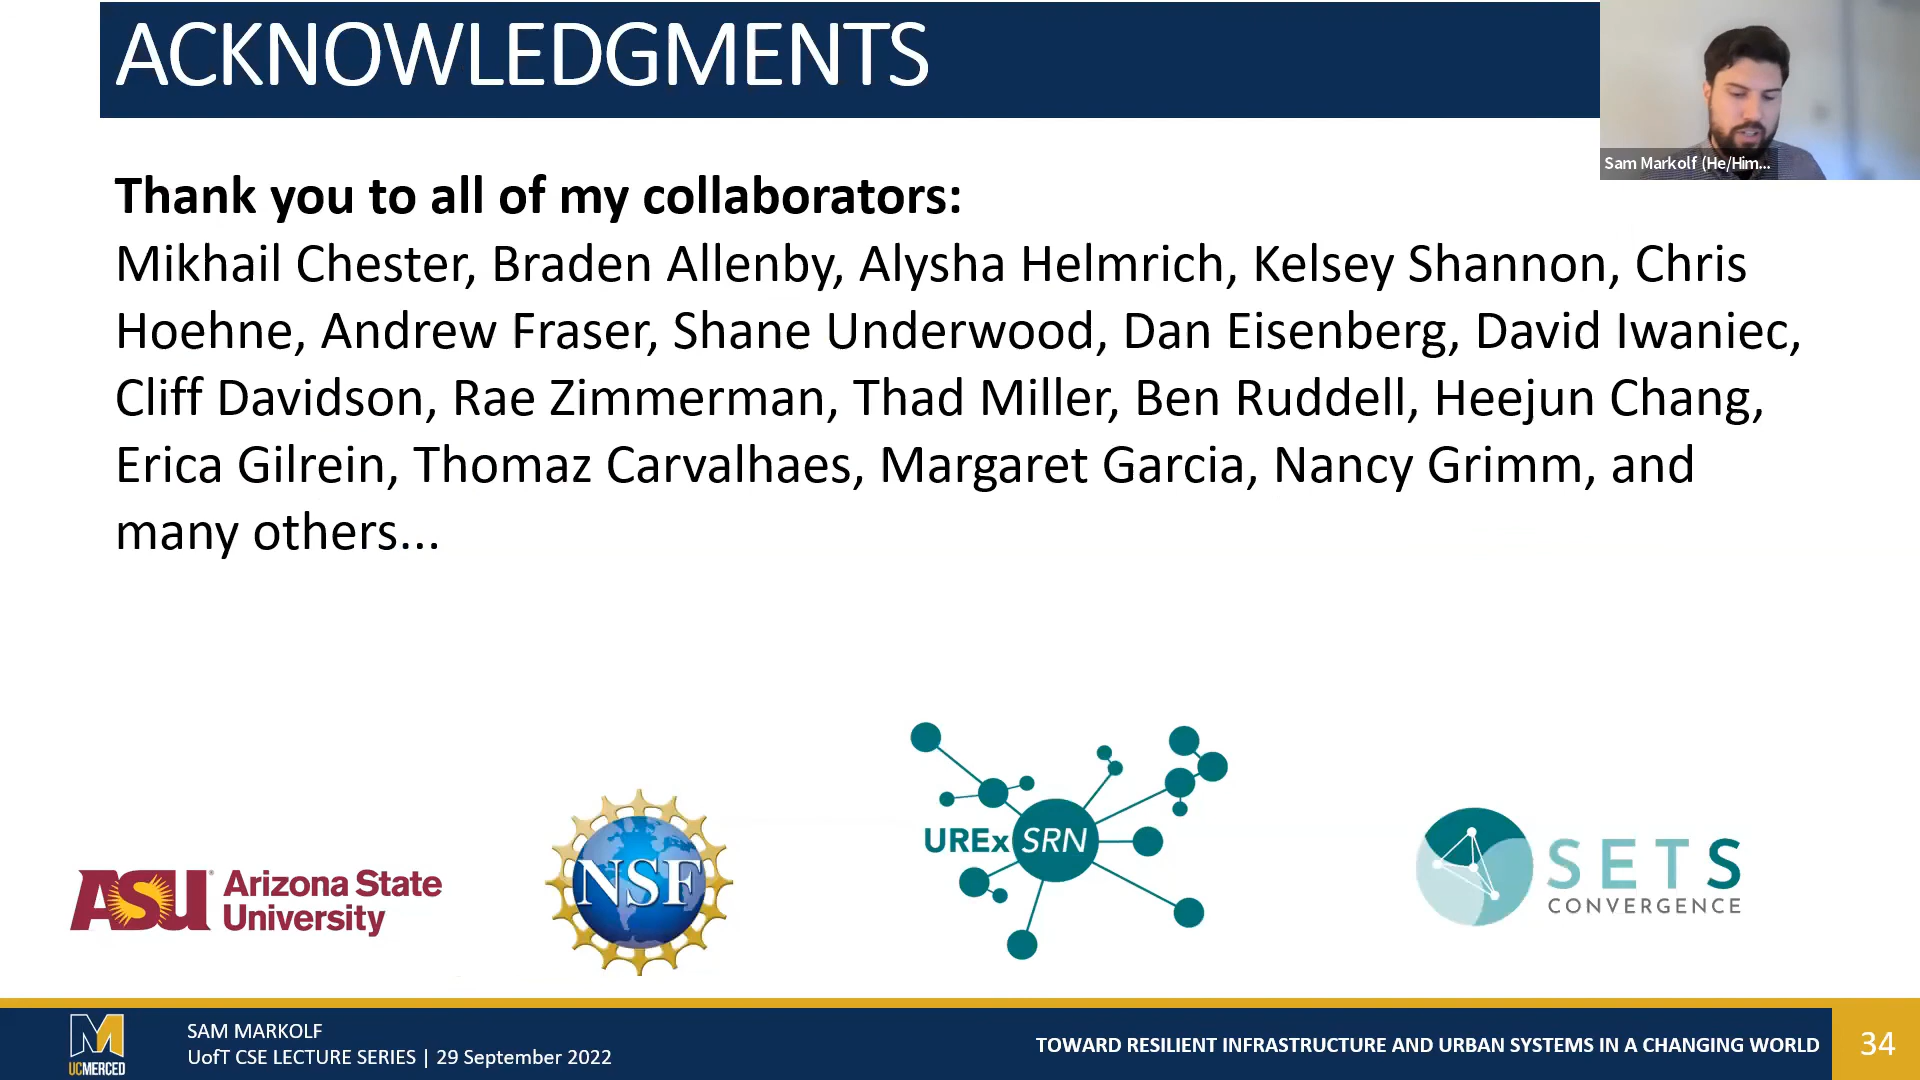 ACKNOWLEDGMENTS
Sam Markolf (He/Him...
Thank you to all of my collaborators:
Mikhail Chester, Braden Allenby, Alysha Helmrich, Kelsey Shannon, Chris
Hoehne, Andrew Fraser, Shane Underwood, Dan Eisenberg, David Iwaniec,
Cliff Davidson, Rae Zimmerman, Thad Miller, Ben Ruddell, Heejun Chang,
Erica Gilrein, Thomaz Carvalhaes, Margaret Garcia, Nancy Grimm, and
many others...
ASU Arizona State
University
NSF
UREx SRN
SETS
CONVERGENCE
M
UCMERCED
SAM MARKOLF
UofT CSE LECTURE SERIES | 29 September 2022
TOWARD RESILIENT INFRASTRUCTURE AND URBAN SYSTEMS IN A CHANGING WORLD
34